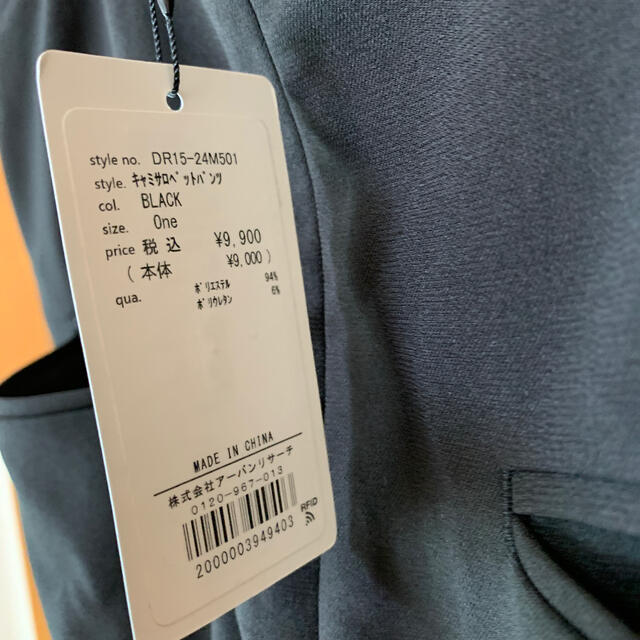 style no. DR15-24M501
style. ｷｬﾐｻﾛﾍﾟｯﾄﾊﾟﾝﾂ
col. BLACK
size. One
price 税込 ¥9,900
(本体 ¥9,000)
qua. ﾎﾟﾘｴｽﾃﾙ 94%
ﾎﾟﾘｳﾚﾀﾝ 6%
MADE IN CHINA
株式会社アーバンリサーチ
0120-967-013
RFID
2000003949403